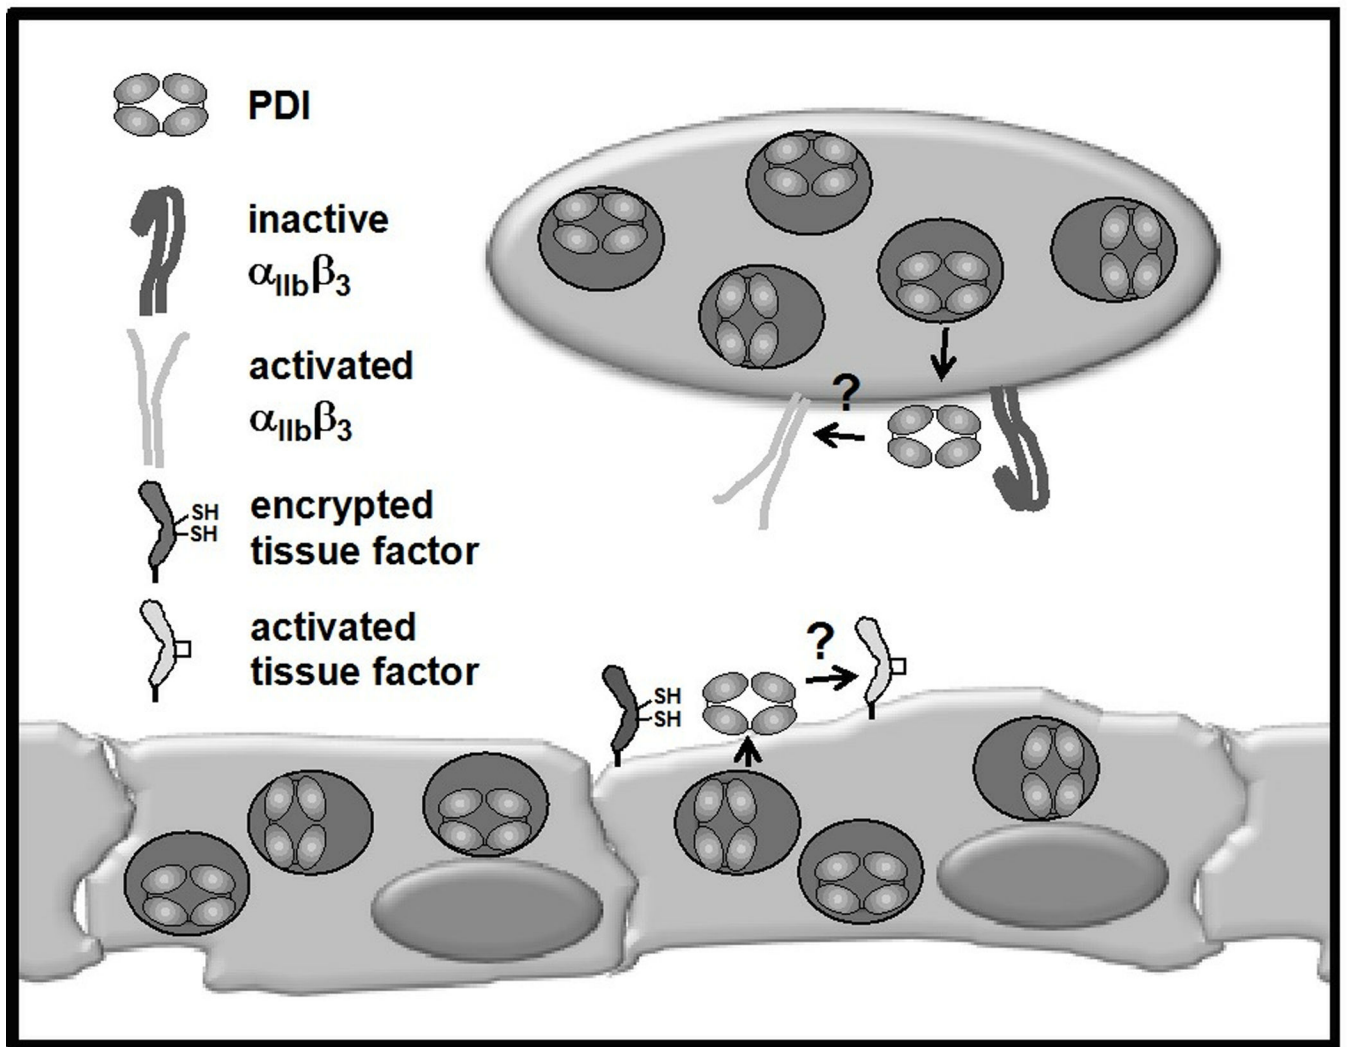 PDI
inactive
αIIbβ3
activated
αIIbβ3
encrypted
tissue factor
SH
SH
activated
tissue factor
?
?
SH
SH